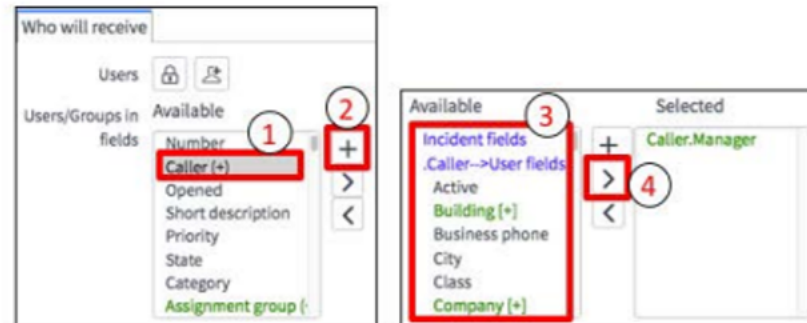 Who will receive
Users
Users/Groups in fields
Available
1
2
Number
Caller (+)
Opened
Short description
Priority
State
Category
Assignment group (
+
>
<
Available
3
Selected
Incident fields
.Caller-->User fields
Active
Building [+]
Business phone
City
Class
Company [+]
+
>
<
4
Caller.Manager